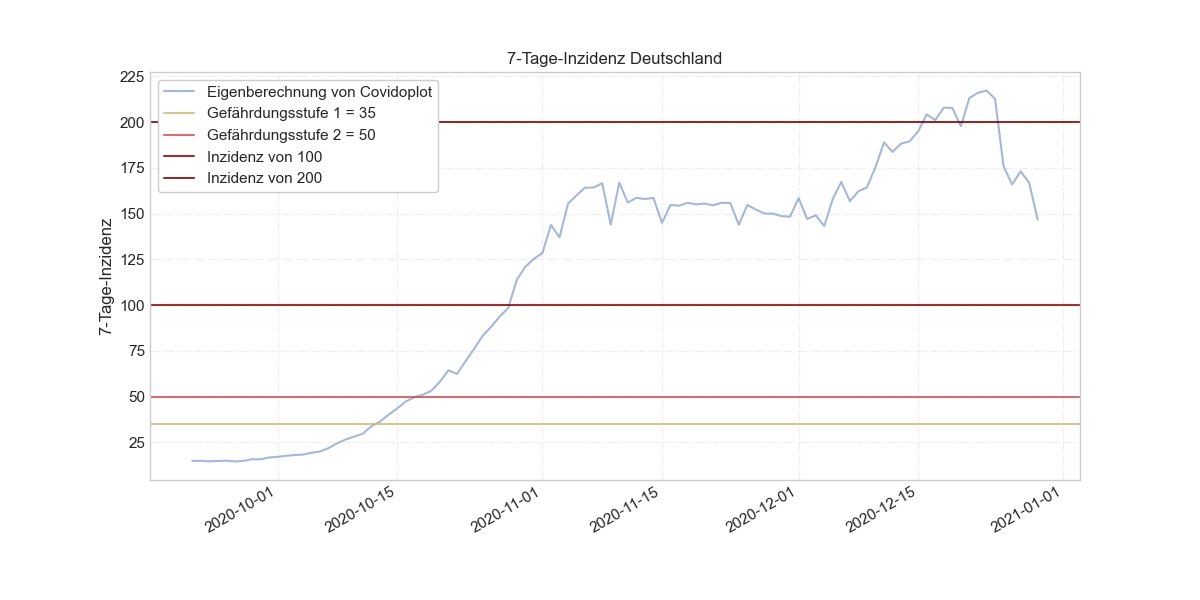 7-Tage-Inzidenz Deutschland
7-Tage-Inzidenz
225
200
175
150
125
100
75
50
25
Eigenberechnung von Covidoplot
Gefährdungsstufe 1 = 35
Gefährdungsstufe 2 = 50
Inzidenz von 100
Inzidenz von 200
2020-10-01
2020-10-15
2020-11-01
2020-11-15
2020-12-01
2020-12-15
2021-01-01